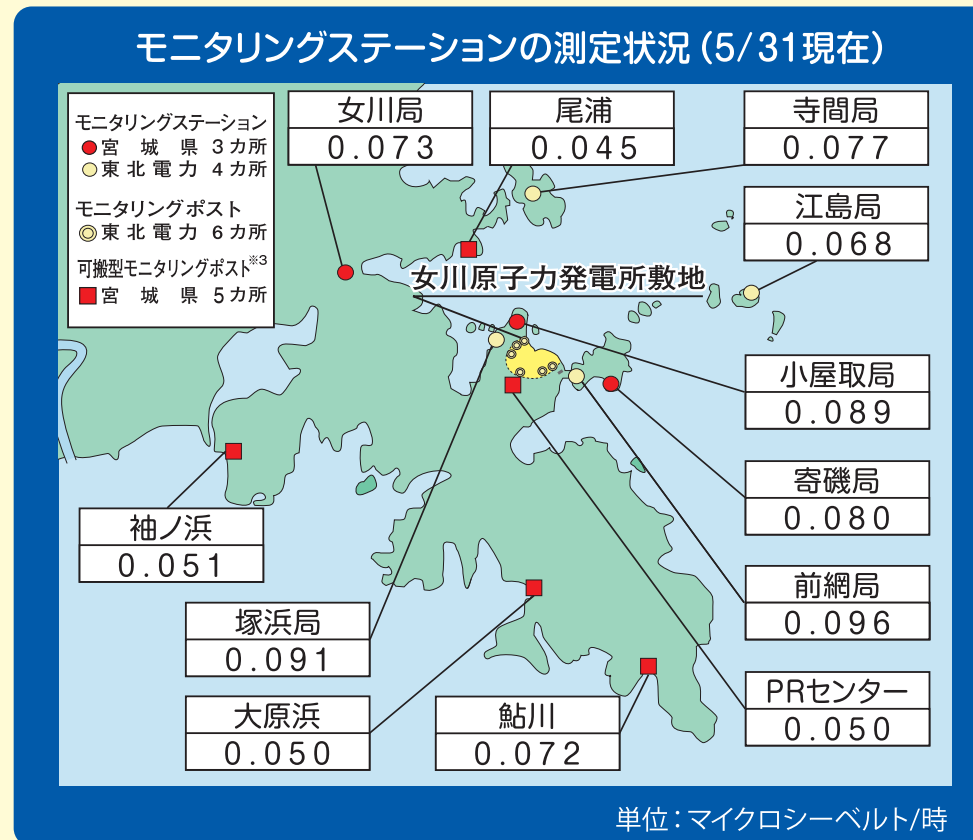 モニタリングステーションの測定状況（5/31現在）
モニタリングステーション
宮城県 3カ所
東北電力 4カ所
モニタリングポスト
東北電力 6カ所
可搬型モニタリングポスト※3
宮城県 5カ所
女川局
0.073
尾浦
0.045
寺間局
0.077
江島局
0.068
女川原子力発電所敷地
小屋取局
0.089
寄磯局
0.080
袖ノ浜
0.051
前網局
0.096
塚浜局
0.091
PRセンター
0.050
大原浜
0.050
鮎川
0.072
単位：マイクロシーベルト/時